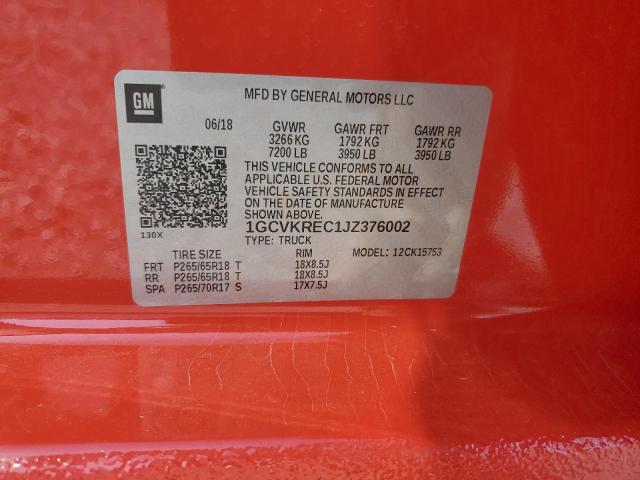 GM
MFD BY GENERAL MOTORS LLC
06/18 GVWR GAWR FRT GAWR RR
3266 KG 1792 KG 1792 KG
7200 LB 3950 LB 3950 LB
THIS VEHICLE CONFORMS TO ALL
APPLICABLE U.S. FEDERAL MOTOR
VEHICLE SAFETY STANDARDS IN EFFECT
ON THE DATE OF MANUFACTURE
SHOWN ABOVE.
130X 1GCVKREC1JZ376002
TYPE: TRUCK
TIRE SIZE RIM MODEL: 12CK15753
FRT P265/65R18 T 18X8.5J
RR P265/65R18 T 18X8.5J
SPA P265/70R17 S 17X7.5J